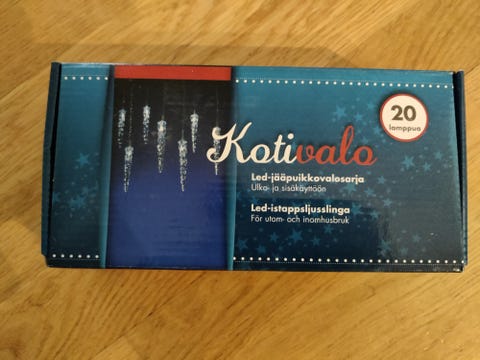 20
lamppua
Kotivalo
Led-jääpuikkovalosarja
Ulko- ja sisäkäyttöön
Led-istappsljusslinga
För utom- och inomhusbruk